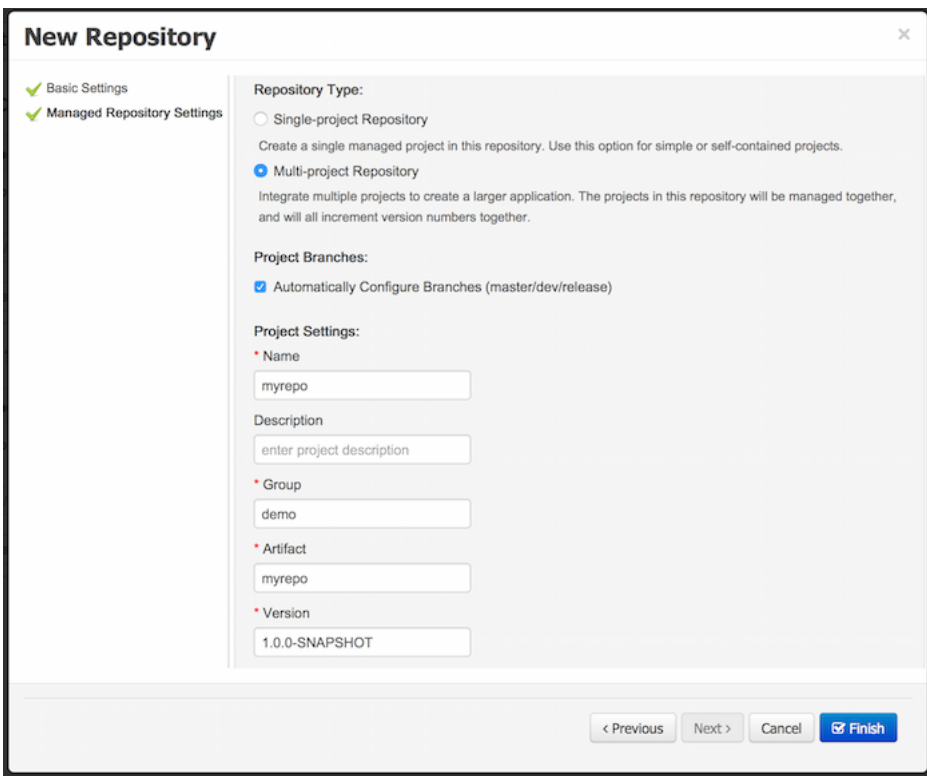 New Repository
×
Basic Settings
Managed Repository Settings
Repository Type:
Single-project Repository
Create a single managed project in this repository. Use this option for simple or self-contained projects.
Multi-project Repository
Integrate multiple projects to create a larger application. The projects in this repository will be managed together,
and will all increment version numbers together.
Project Branches:
Automatically Configure Branches (master/dev/release)
Project Settings:
* Name
myrepo
Description
enter project description
* Group
demo
* Artifact
myrepo
* Version
1.0.0-SNAPSHOT
< Previous
Next >
Cancel
Finish